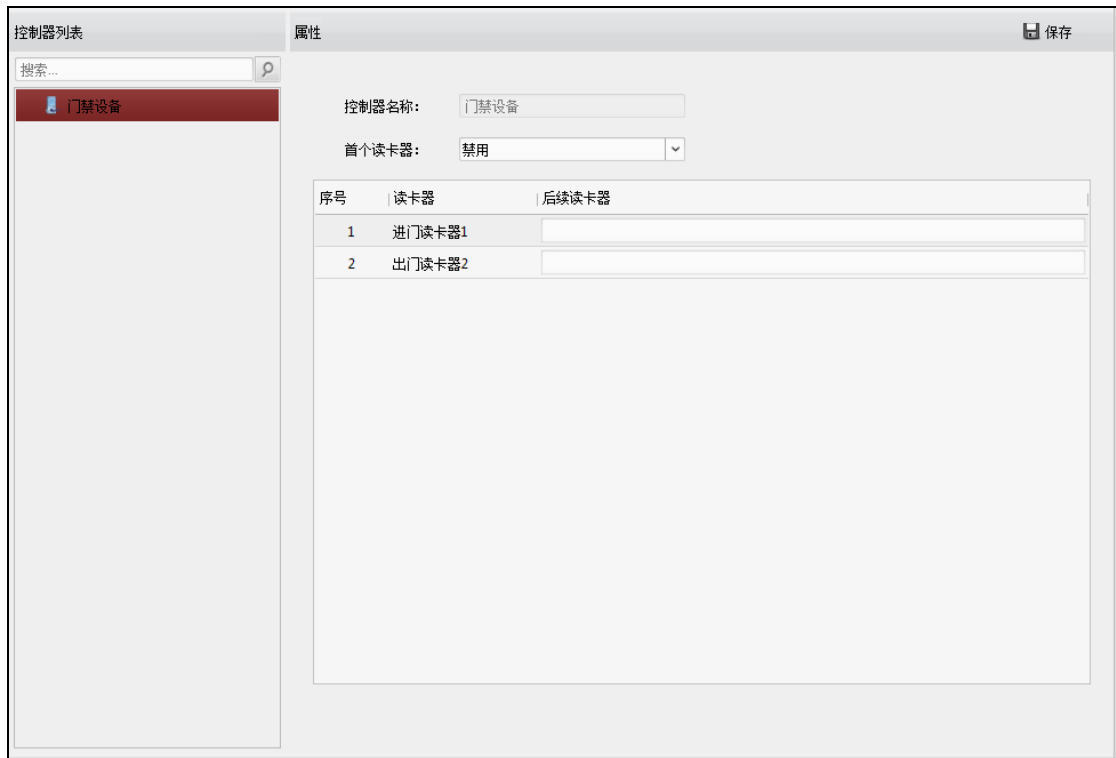 控制器列表
属性
保存
搜索...
门禁设备
控制器名称:
门禁设备
首个读卡器:
禁用
序号 读卡器 后续读卡器
1 进门读卡器1
2 出门读卡器2